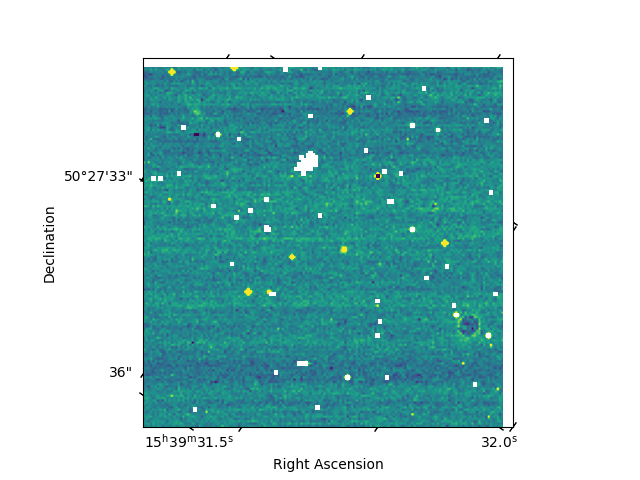 50°27'33"
Declination
36"
15ʰ39ᵐ31.5ˢ
32.0ˢ
Right Ascension